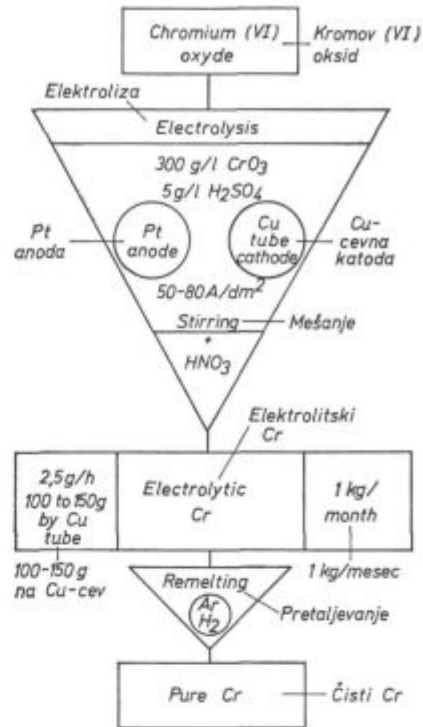 Chromium (VI)
oxyde
Kromov (VI)
oksid
Elektroliza
Electrolysis
300 g/l CrO3
5g/l H2SO4
Pt
anoda
Pt
anode
Cu
tube
cathode
Cu-
cevna
katoda
50-80A/dm2
Stirring
Mešanje
+
HNO3
Elektrolitski
Cr
2,5g/h
100 to 150g
by Cu
tube
Electrolytic
Cr
1 kg/
month
100-150 g
na Cu-cev
1 kg/mesec
Remelting
Ar
H2
Pretaljevanje
Pure Cr
Čisti Cr